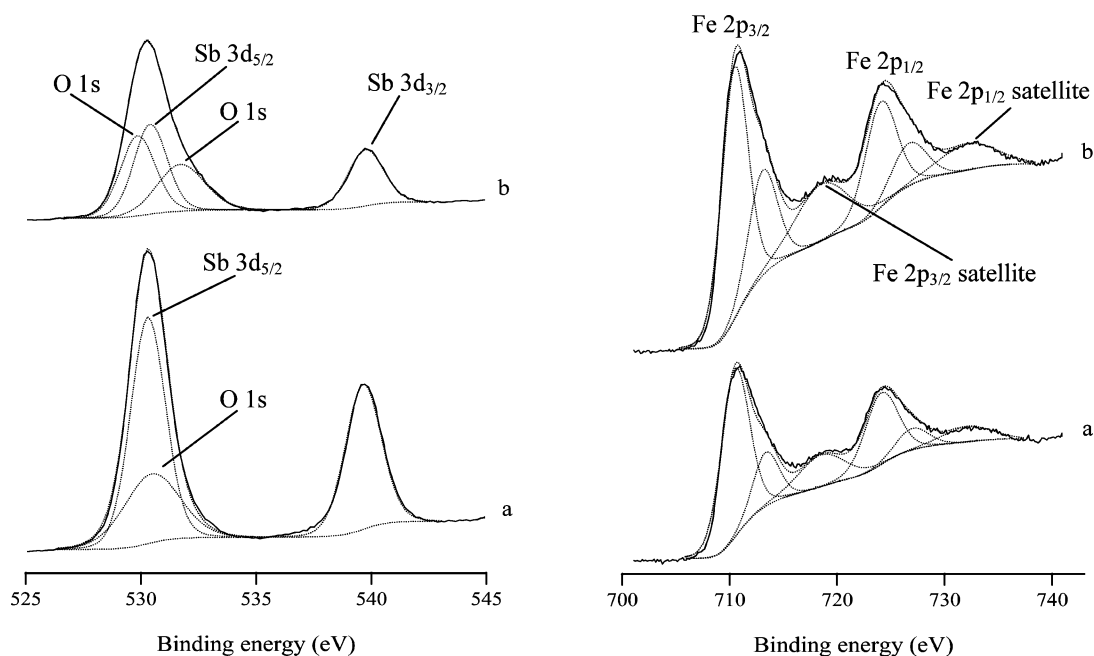 Sb 3d5/2
O 1s
O 1s
Sb 3d3/2
b
Sb 3d5/2
O 1s
a
525 530 535 540 545
Binding energy (eV)
Fe 2p3/2
Fe 2p1/2
Fe 2p1/2 satellite
b
Fe 2p3/2 satellite
a
700 710 720 730 740
Binding energy (eV)